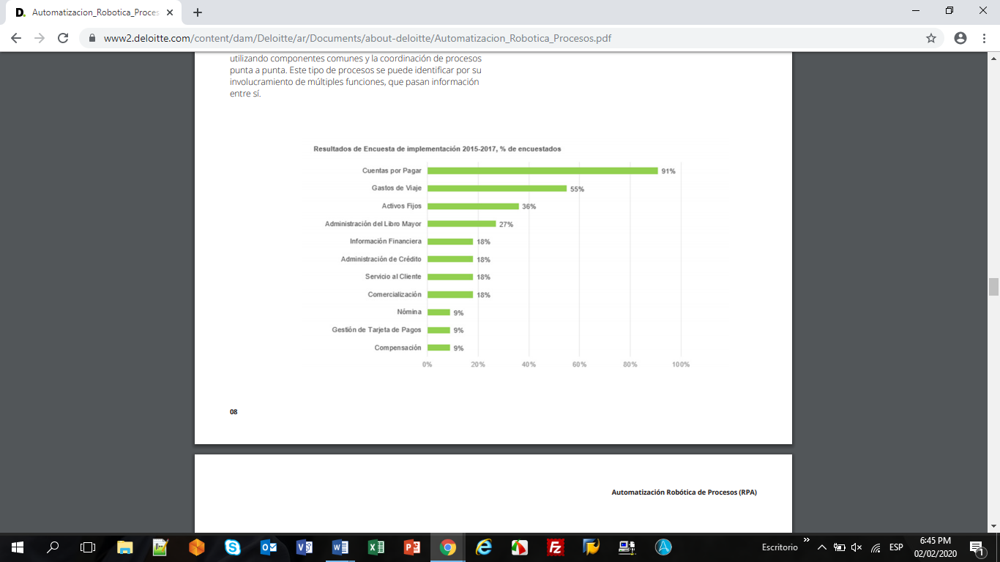 Automatizacion_Robotica_Proces
www2.deloitte.com/content/dam/Deloitte/ar/Documents/about-deloitte/Automatizacion_Robotica_Procesos.pdf
utilizando componentes comunes y la coordinación de procesos
punta a punta. Este tipo de procesos se puede identificar por su
involucramiento de múltiples funciones, que pasan información
entre sí.
Resultados de Encuesta de implementación 2015-2017, % de encuestados
Cuentas por Pagar 91%
Gastos de Viaje 55%
Activos Fijos 36%
Administración del Libro Mayor 27%
Información Financiera 18%
Administración de Crédito 18%
Servicio al Cliente 18%
Comercialización 18%
Nómina 9%
Gestión de Tarjeta de Pagos 9%
Compensación 9%
0% 20% 40% 60% 80% 100%
08
Automatización Robótica de Procesos (RPA)
Escritorio
ESP
6:45 PM
02/02/2020
1